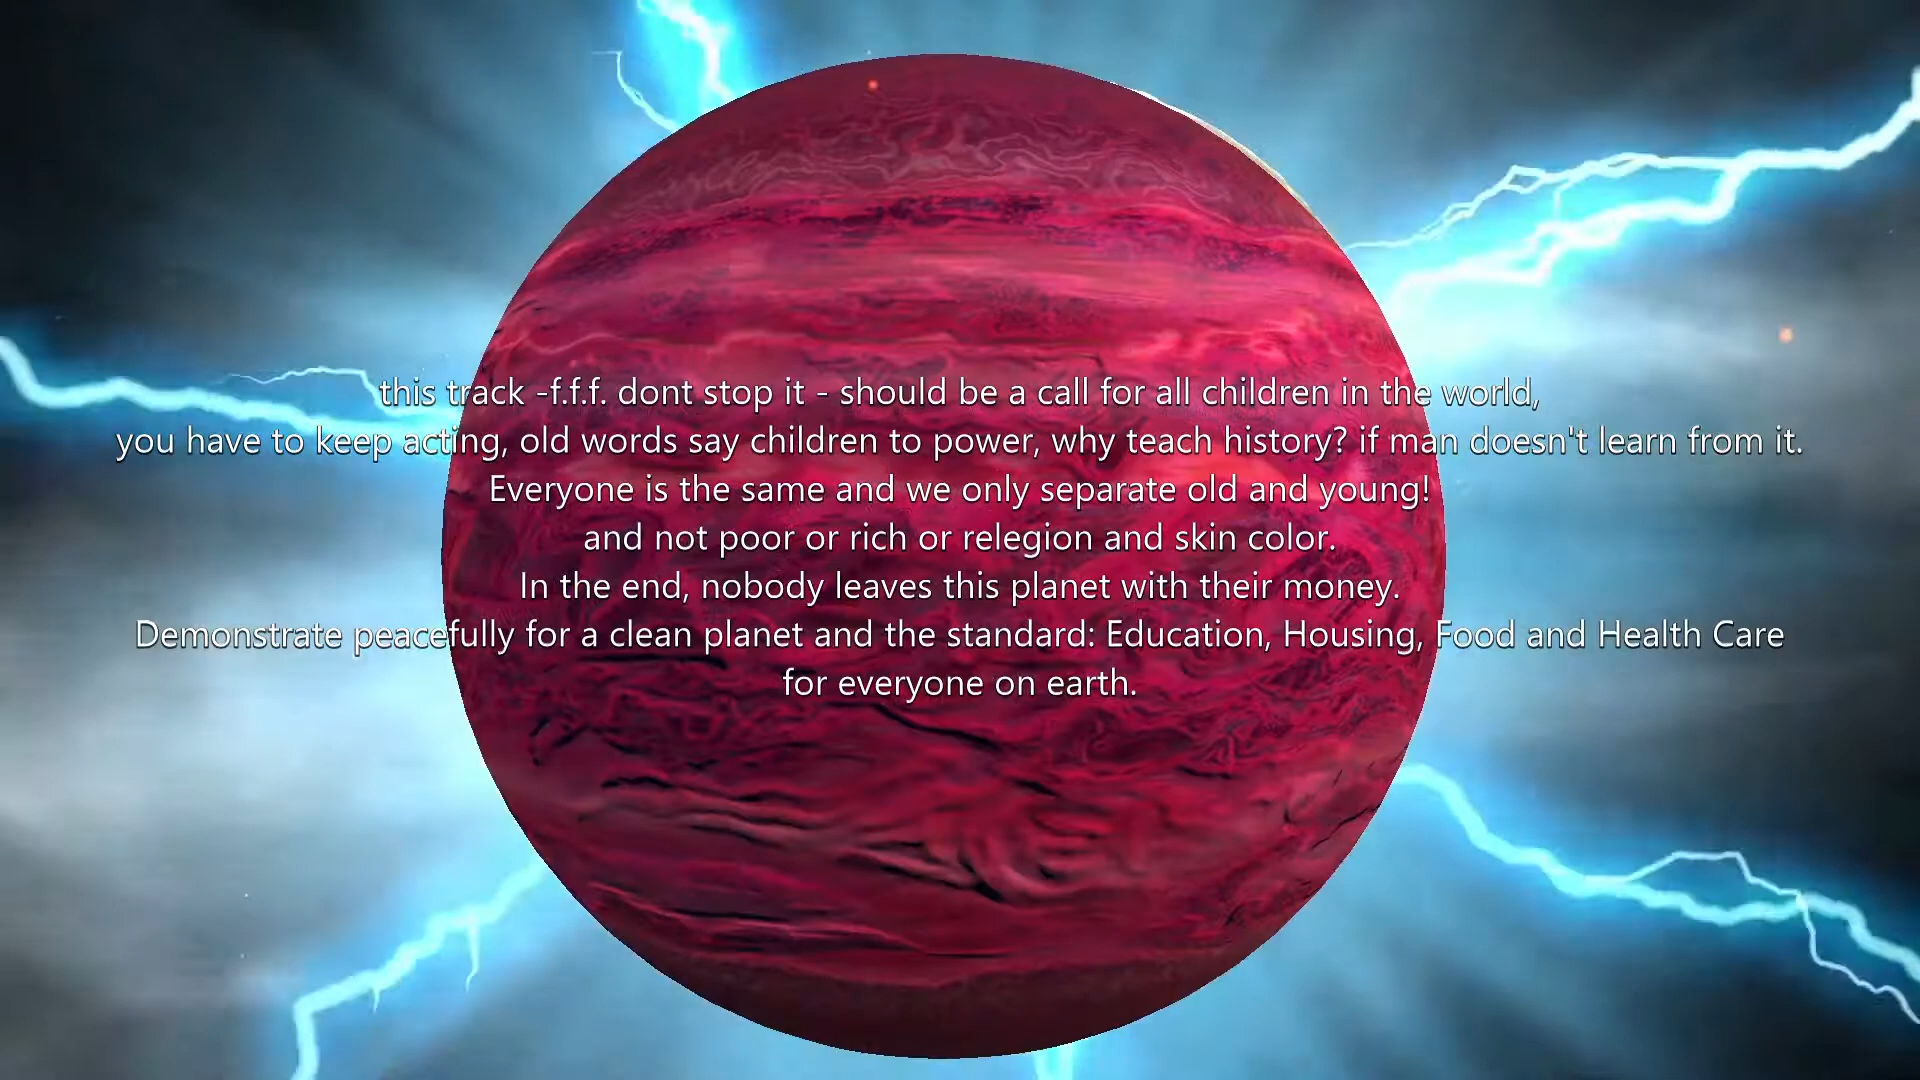 this track -f.f.f. dont stop it - should be a call for all children in the world,
you have to keep acting, old words say children to power, why teach history? if man doesn't learn from it.
Everyone is the same and we only separate old and young!
and not poor or rich or relegion and skin color.
In the end, nobody leaves this planet with their money.
Demonstrate peacefully for a clean planet and the standard: Education, Housing, Food and Health Care
for everyone on earth.